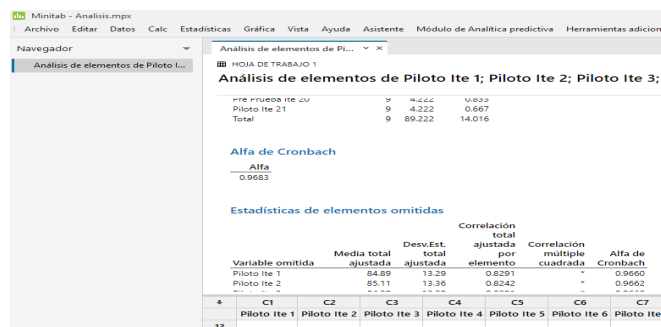 Minitab - Analisis.mpx
Archivo Editar Datos Calc Estadísticas Gráfica Vista Ayuda Asistente Módulo de Analítica predictiva Herramientas adicion
Navegador
Análisis de elementos de Pi...
Análisis de elementos de Piloto I...
HOJA DE TRABAJO 1
Análisis de elementos de Piloto Ite 1; Piloto Ite 2; Piloto Ite 3;
Pre Prueba Ite 20 9 4.222 0.833
Piloto Ite 21 9 4.222 0.667
Total 9 89.222 14.016
Alfa de Cronbach
Alfa
0.9683
Estadísticas de elementos omitidas
Correlación
total
Desv.Est. ajustada Correlación
Media total total por múltiple Alfa de
Variable omitida ajustada ajustada elemento cuadrada Cronbach
Piloto Ite 1 84.89 13.29 0.8291 * 0.9660
Piloto Ite 2 85.11 13.36 0.8242 * 0.9662
C1 C2 C3 C4 C5 C6 C7
Piloto Ite 1 Piloto Ite 2 Piloto Ite 3 Piloto Ite 4 Piloto Ite 5 Piloto Ite 6 Piloto Ite